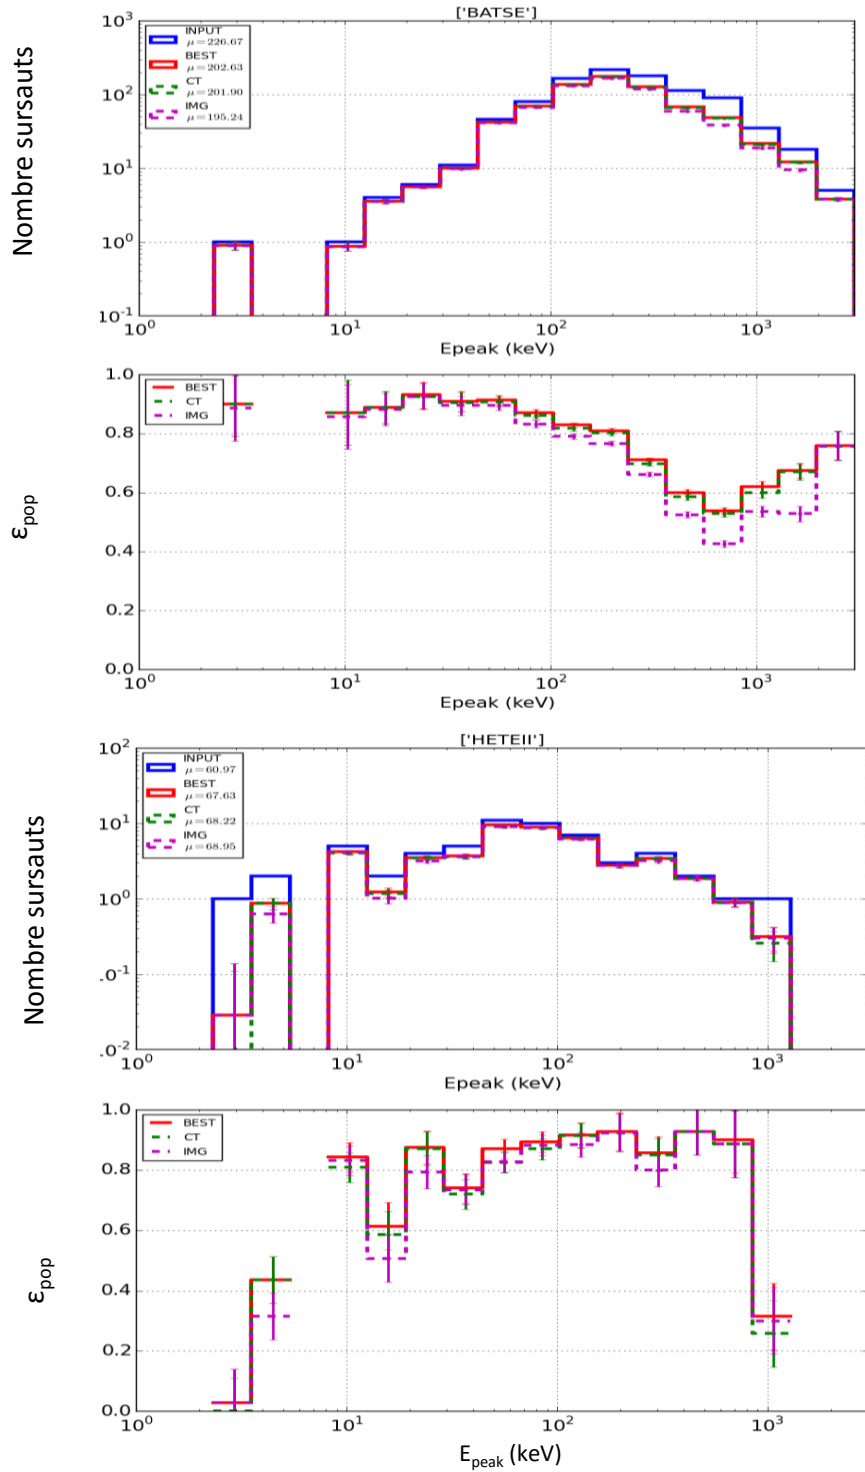 ['BATSE']
Nombre sursauts
10³
10²
10¹
10⁰
10⁻¹
INPUT
μ=226.67
BEST
μ=202.63
CT
μ=201.90
IMG
μ=195.24
10⁰ 10¹ 10² 10³
Epeak (keV)
ε_pop
1.0
0.8
0.6
0.4
0.2
0.0
BEST
CT
IMG
10⁰ 10¹ 10² 10³
Epeak (keV)
['HETEII']
Nombre sursauts
10²
10¹
10⁰
.0⁻¹
.0⁻²
INPUT
μ=60.97
BEST
μ=67.63
CT
μ=68.22
IMG
μ=68.95
10⁰ 10¹ 10² 10³
Epeak (keV)
ε_pop
1.0
0.8
0.6
0.4
0.2
0.0
BEST
CT
IMG
10⁰ 10¹ 10² 10³
E_peak (keV)